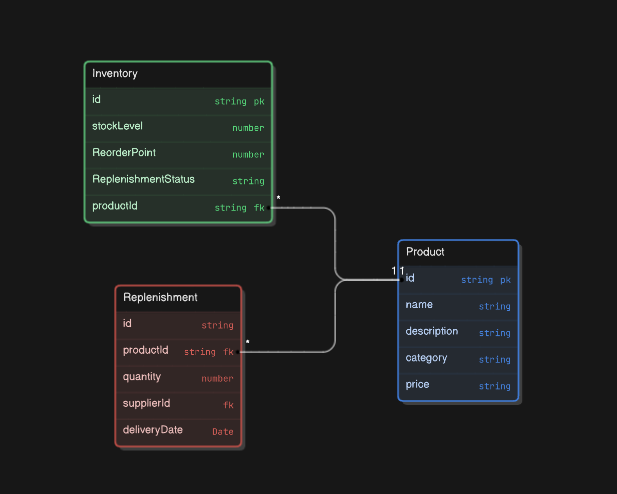 Inventory
id string pk
stockLevel number
ReorderPoint number
ReplenishmentStatus string
productId string fk
*
Product
1 1
id string pk
name string
description string
category string
price string
Replenishment
id string
productId string fk
*
quantity number
supplierId fk
deliveryDate Date